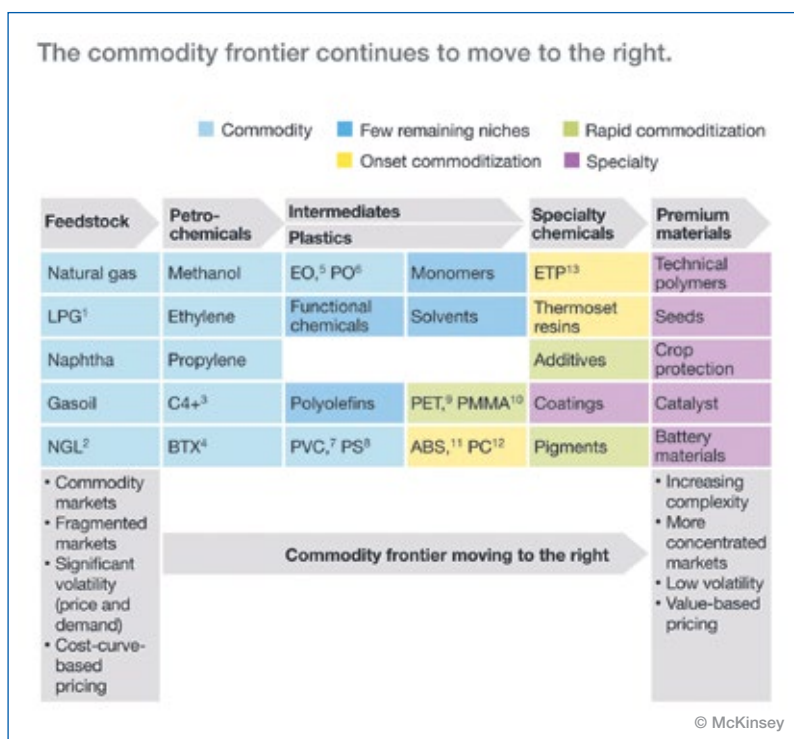 The commodity frontier continues to move to the right.
Commodity
Few remaining niches
Rapid commoditization
Onset commoditization
Specialty
Feedstock
Petro-
chemicals
Intermediates
Plastics
Specialty
chemicals
Premium
materials
Natural gas
Methanol
EO,⁵ PO⁶
Monomers
ETP¹³
Technical
polymers
LPG¹
Ethylene
Functional
chemicals
Solvents
Thermoset
resins
Seeds
Naphtha
Propylene
Additives
Crop
protection
Gasoil
C4+³
Polyolefins
PET,⁹ PMMA¹⁰
Coatings
Catalyst
NGL²
BTX⁴
PVC,⁷ PS⁸
ABS,¹¹ PC¹²
Pigments
Battery
materials
• Commodity
markets
• Fragmented
markets
• Significant
volatility
(price and
demand)
• Cost-curve-
based
pricing
Commodity frontier moving to the right
• Increasing
complexity
• More
concentrated
markets
• Low volatility
• Value-based
pricing
© McKinsey